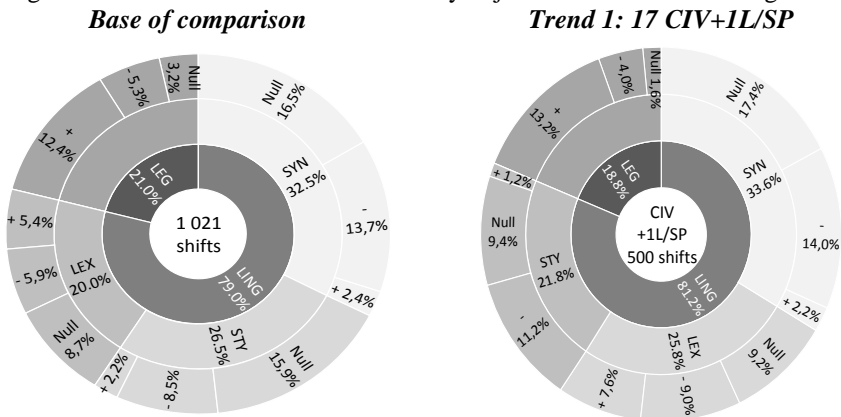 Base of comparison
Null
16,5%
-
13,7%
+ 2,4%
Null
15,9%
- 8,5%
+ 2,2%
Null
8,7%
- 5,9%
+ 5,4%
+
12,4%
- 5,3%
Null
3,2%
SYN
32.5%
STY
26.5%
LEX
20.0%
LEG
21.0%
LING
79.0%
1 021
shifts
Trend 1: 17 CIV+1L/SP
Null
17,4%
-
14,0%
+ 2,2%
Null
9,2%
- 9,0%
+ 7,6%
-
11,2%
Null
9,4%
+ 1,2%
+
13,2%
- 4,0%
Null 1,6%
SYN
33.6%
LEX
25.8%
STY
21.8%
LEG
18.8%
LING
81.2%
CIV
+1L/SP
500 shifts